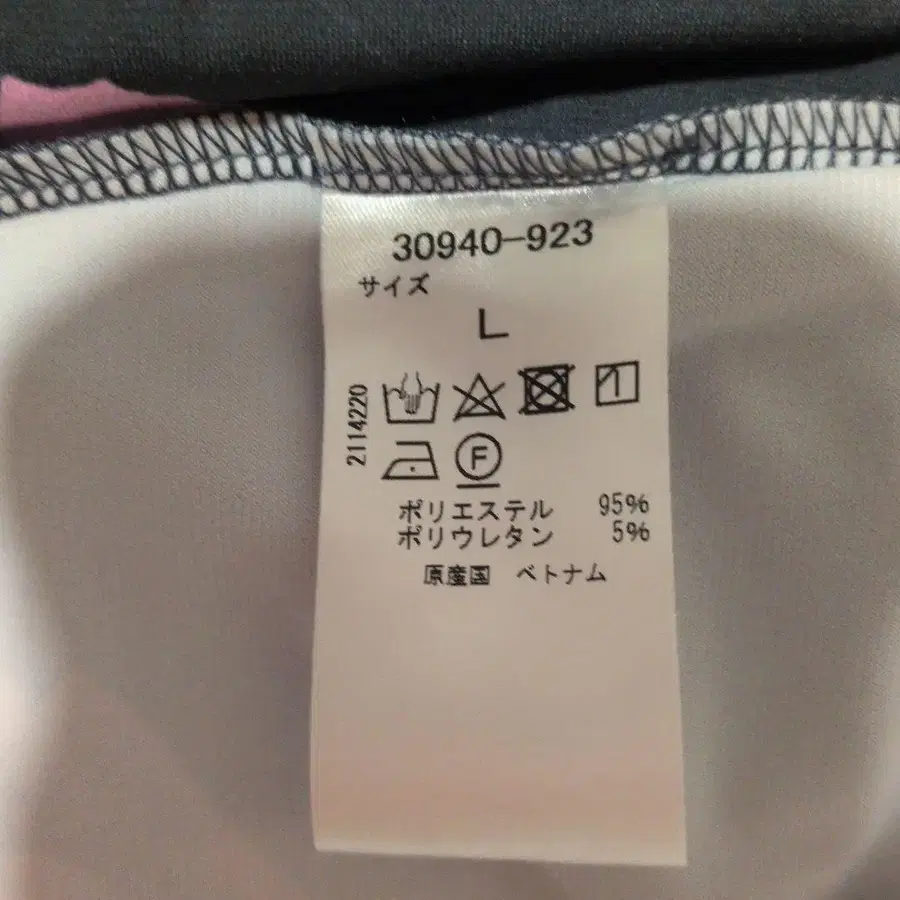 30940-923
サイズ
L
2114220
F
ポリエステル 95%
ポリウレタン 5%
原産国 ベトナム